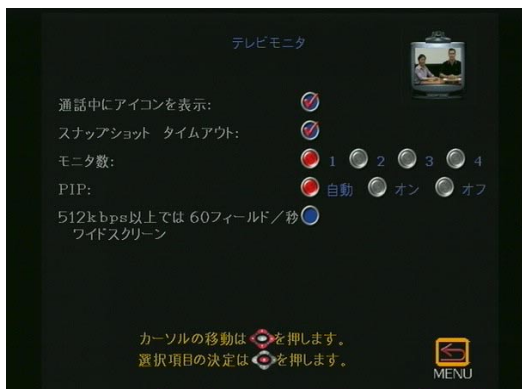 テレビモニタ
通話中にアイコンを表示:
スナップショット タイムアウト:
モニタ数: 1 2 3 4
PIP: 自動 オン オフ
512kbps以上では 60フィールド／秒
ワイドスクリーン
カーソルの移動は を押します。
選択項目の決定は を押します。
MENU